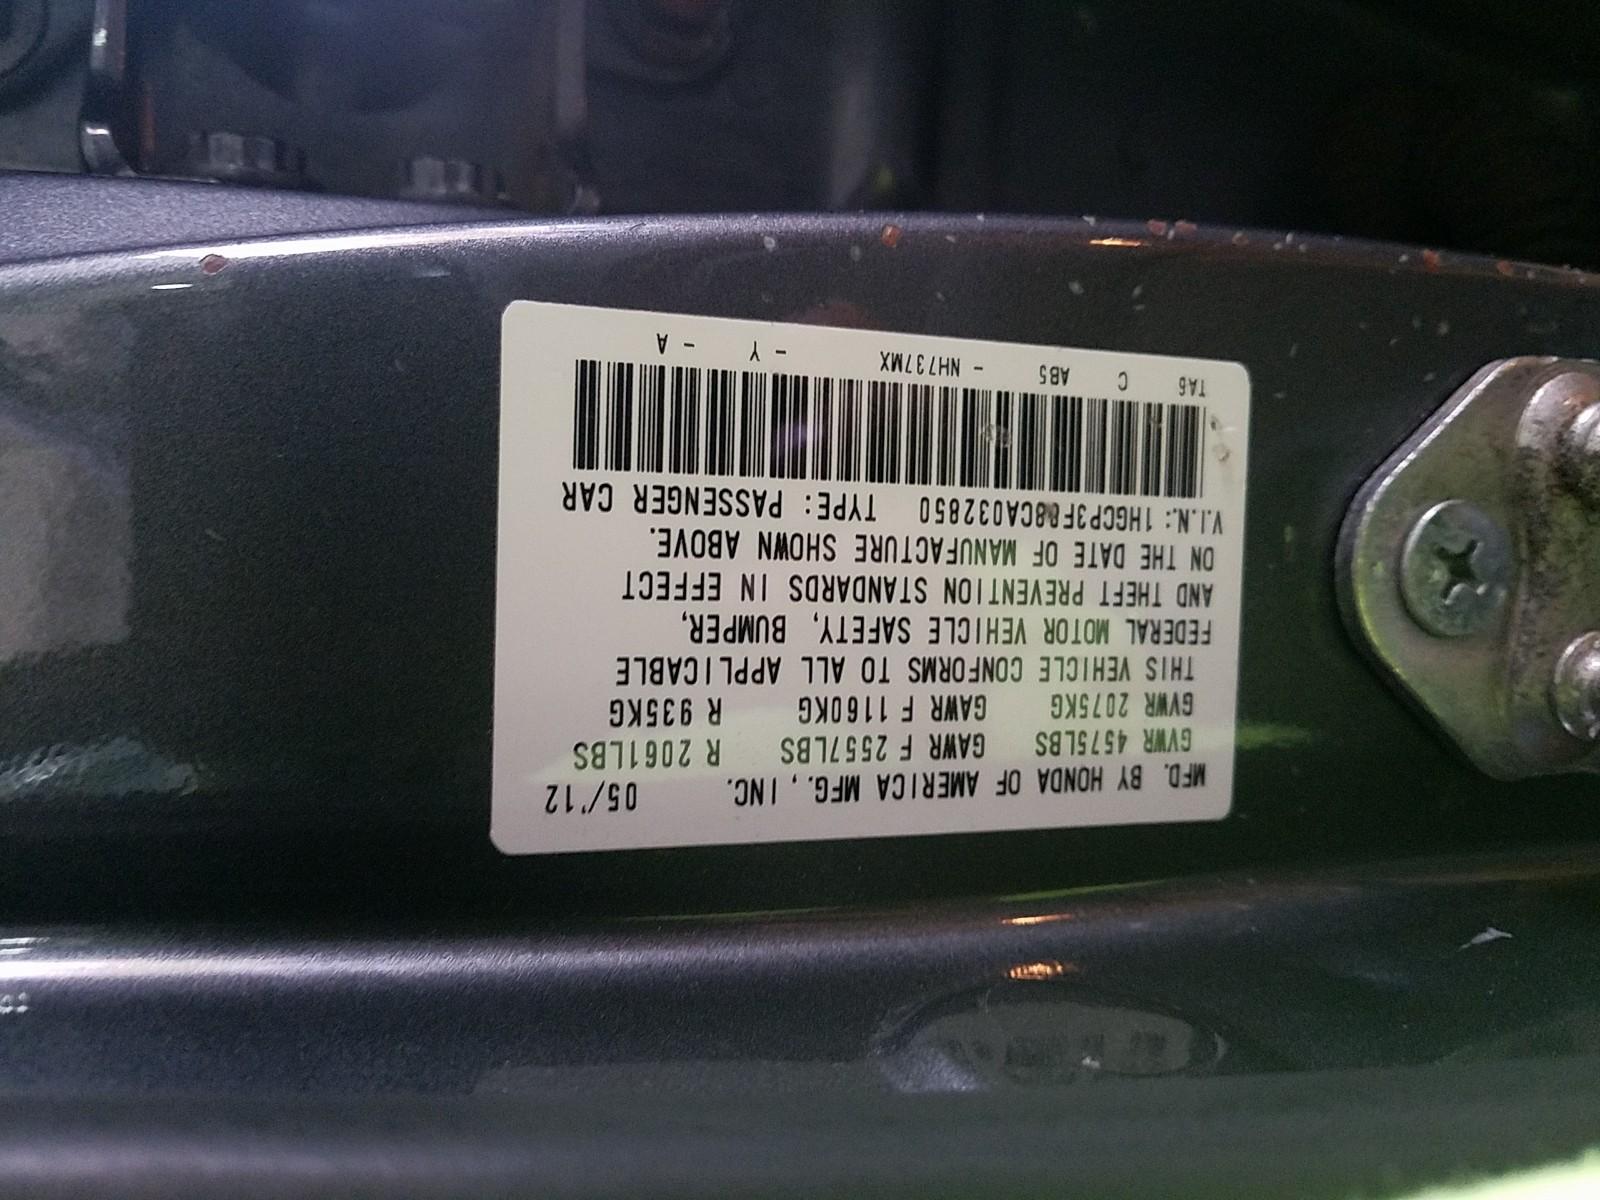 MFD. BY HONDA OF AMERICA MFG., INC. 05/'12
GVWR 4575LBS GAWR F 2557LBS R 2061LBS
GVWR 2075KG GAWR F 1160KG R 935KG
THIS VEHICLE CONFORMS TO ALL APPLICABLE
FEDERAL MOTOR VEHICLE SAFETY, BUMPER,
AND THEFT PREVENTION STANDARDS IN EFFECT
ON THE DATE OF MANUFACTURE SHOWN ABOVE.
V.I.N.: 1HGCP3F88CA032850 TYPE: PASSENGER CAR
TA6 C AB5 - NH737MX - Y - A